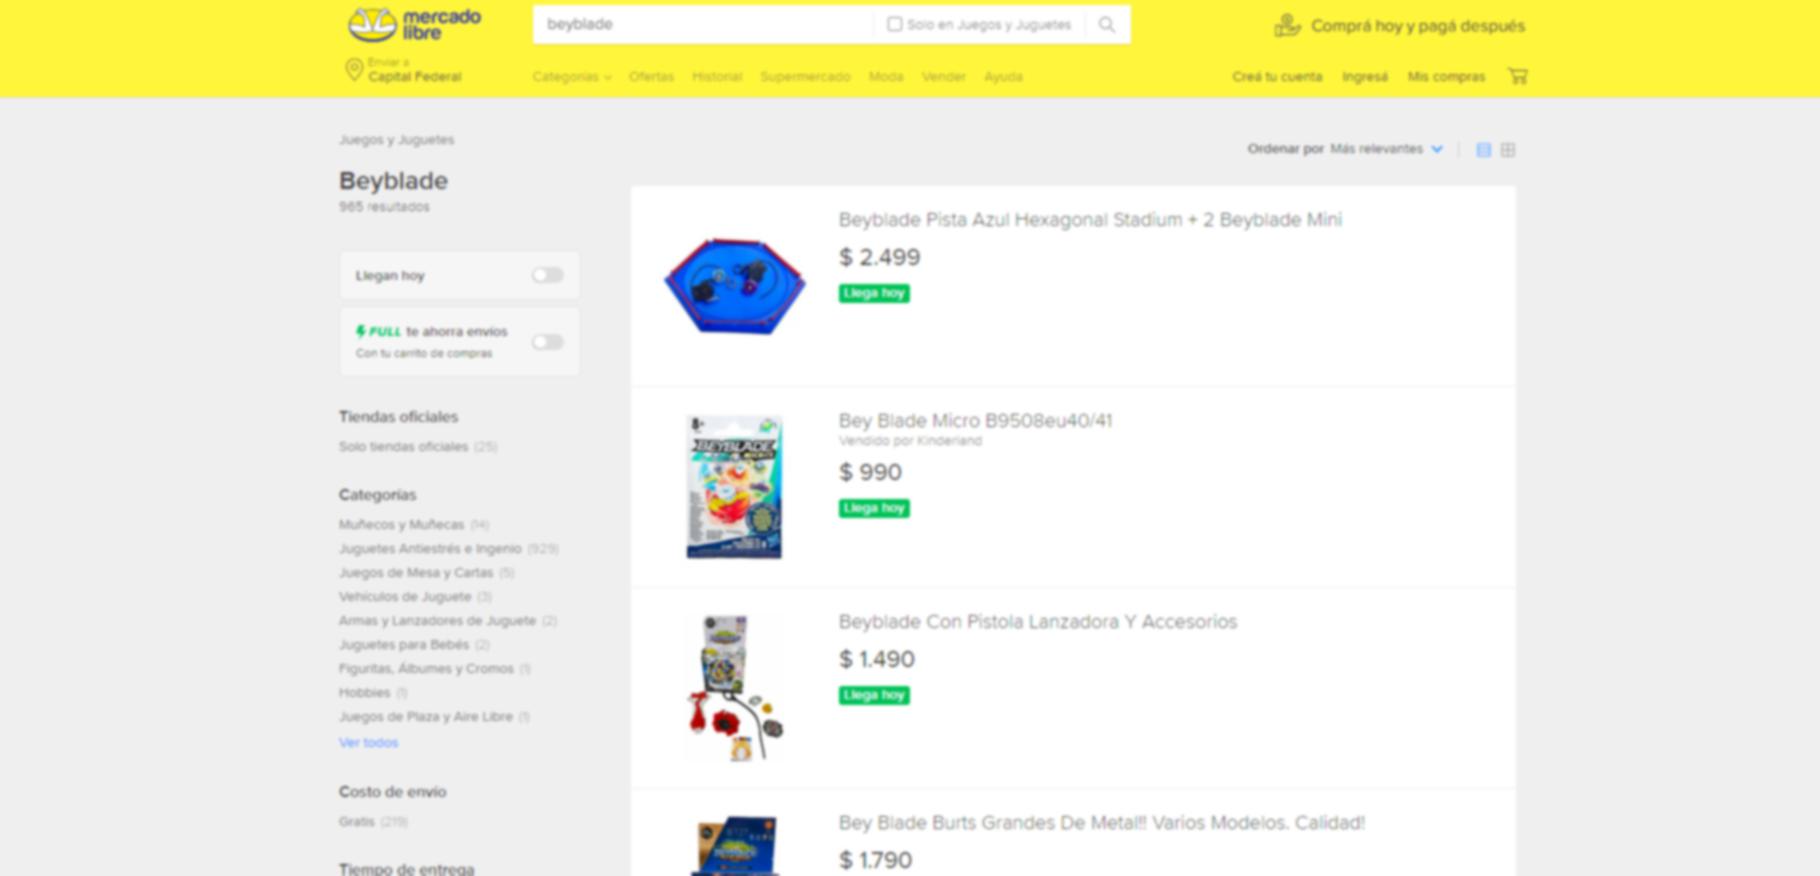 mercado
libre
beyblade
Solo en Juegos y Juguetes
Comprá hoy y pagá después
Enviar a
Capital Federal
Categorías Ofertas Historial Supermercado Moda Vender Ayuda
Creá tu cuenta Ingresá Mis compras
Juegos y Juguetes
Beyblade
965 resultados
Ordenar por Más relevantes
Llegan hoy
FULL te ahorra envíos
Con tu carrito de compras
Tiendas oficiales
Solo tiendas oficiales (25)
Categorías
Muñecos y Muñecas (14)
Juguetes Antiestrés e Ingenio (929)
Juegos de Mesa y Cartas (5)
Vehículos de Juguete (3)
Armas y Lanzadores de Juguete (2)
Juguetes para Bebés (2)
Figuritas, Álbumes y Cromos (1)
Hobbies (1)
Juegos de Plaza y Aire Libre (1)
Ver todos
Costo de envío
Gratis (219)
Tiempo de entrega
Beyblade Pista Azul Hexagonal Stadium + 2 Beyblade Mini
$ 2.499
Llega hoy
8+
BEYBLADE
Bey Blade Micro B9508eu40/41
Vendido por Kinderland
$ 990
Llega hoy
Beyblade Con Pistola Lanzadora Y Accesorios
$ 1.490
Llega hoy
Bey Blade Burts Grandes De Metal!! Varios Modelos. Calidad!
$ 1.790